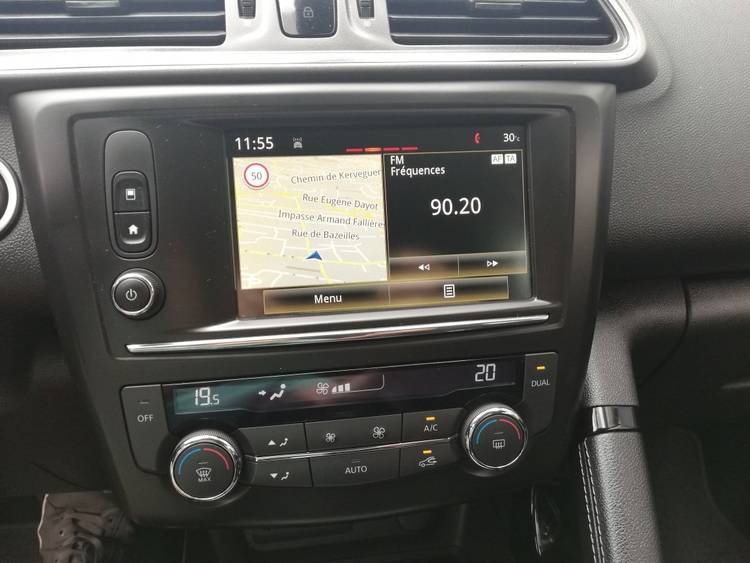 11:55
30°c
50
Chemin de Kerveguen
Rue Eugène Dayot
Impasse Armand Fallière
Rue de Bazeilles
FM
AF TA
Fréquences
90.20
Menu
19.5
20
OFF
DUAL
A/C
MAX
AUTO